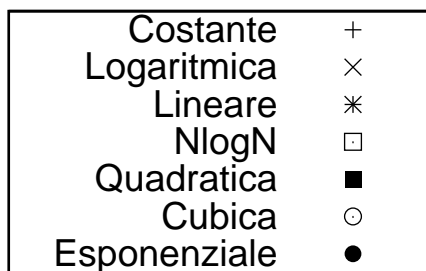 Costante
Logaritmica
Lineare
NlogN
Quadratica
Cubica
Esponenziale